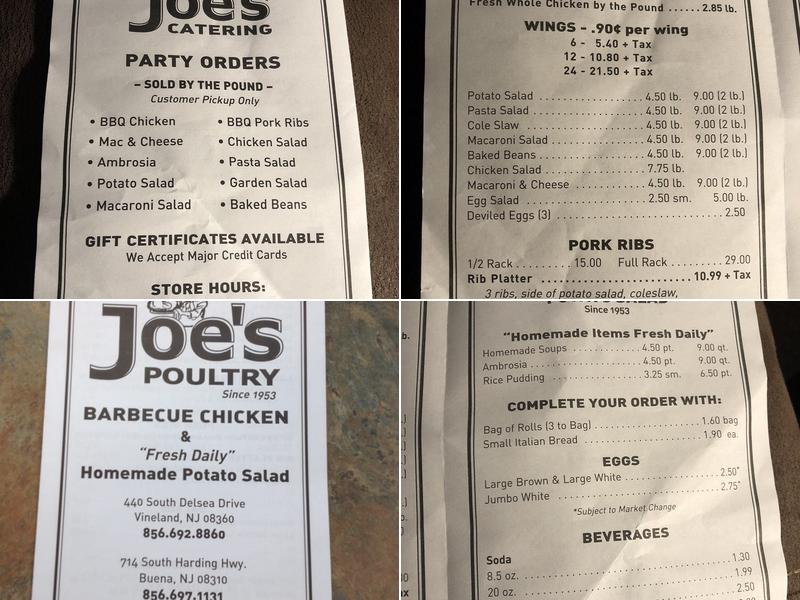 Joe's
CATERING
PARTY ORDERS
– SOLD BY THE POUND –
Customer Pickup Only
• BBQ Chicken • BBQ Pork Ribs
• Mac & Cheese • Chicken Salad
• Ambrosia • Pasta Salad
• Potato Salad • Garden Salad
• Macaroni Salad • Baked Beans
GIFT CERTIFICATES AVAILABLE
We Accept Major Credit Cards
STORE HOURS:
Fresh Whole Chicken by the Pound ...... 2.85 lb.
WINGS - .90¢ per wing
6 - 5.40 + Tax
12 - 10.80 + Tax
24 - 21.50 + Tax
Potato Salad .................... 4.50 lb. 9.00 (2 lb.)
Pasta Salad .................... 4.50 lb. 9.00 (2 lb.)
Cole Slaw .................... 4.50 lb. 9.00 (2 lb.)
Macaroni Salad .................... 4.50 lb. 9.00 (2 lb.)
Baked Beans .................... 4.50 lb. 9.00 (2 lb.)
Chicken Salad .................... 7.75 lb.
Macaroni & Cheese .................... 4.50 lb. 9.00 (2 lb.)
Egg Salad .................... 2.50 sm. 5.00 lb.
Deviled Eggs (3) .................... 2.50
PORK RIBS
1/2 Rack ......... 15.00 Full Rack ......... 29.00
Rib Platter .................... 10.99 + Tax
3 ribs, side of potato salad, coleslaw,
Joe's
POULTRY
Since 1953
BARBECUE CHICKEN
&
"Fresh Daily"
Homemade Potato Salad
440 South Delsea Drive
Vineland, NJ 08360
856.692.8860
714 South Harding Hwy.
Buena, NJ 08310
856.697.1131
Since 1953
"Homemade Items Fresh Daily"
Homemade Soups .................... 4.50 pt. 9.00 qt.
Ambrosia .................... 4.50 pt. 9.00 qt.
Rice Pudding .................... 3.25 sm. 6.50 pt.
COMPLETE YOUR ORDER WITH:
Bag of Rolls (3 to Bag) .................... 1.60 bag
Small Italian Bread .................... 1.90 ea.
EGGS
Large Brown & Large White .................... 2.50*
Jumbo White .................... 2.75*
*Subject to Market Change
BEVERAGES
Soda
8.5 oz. .................... 1.30
20 oz. .................... 1.99
2.50